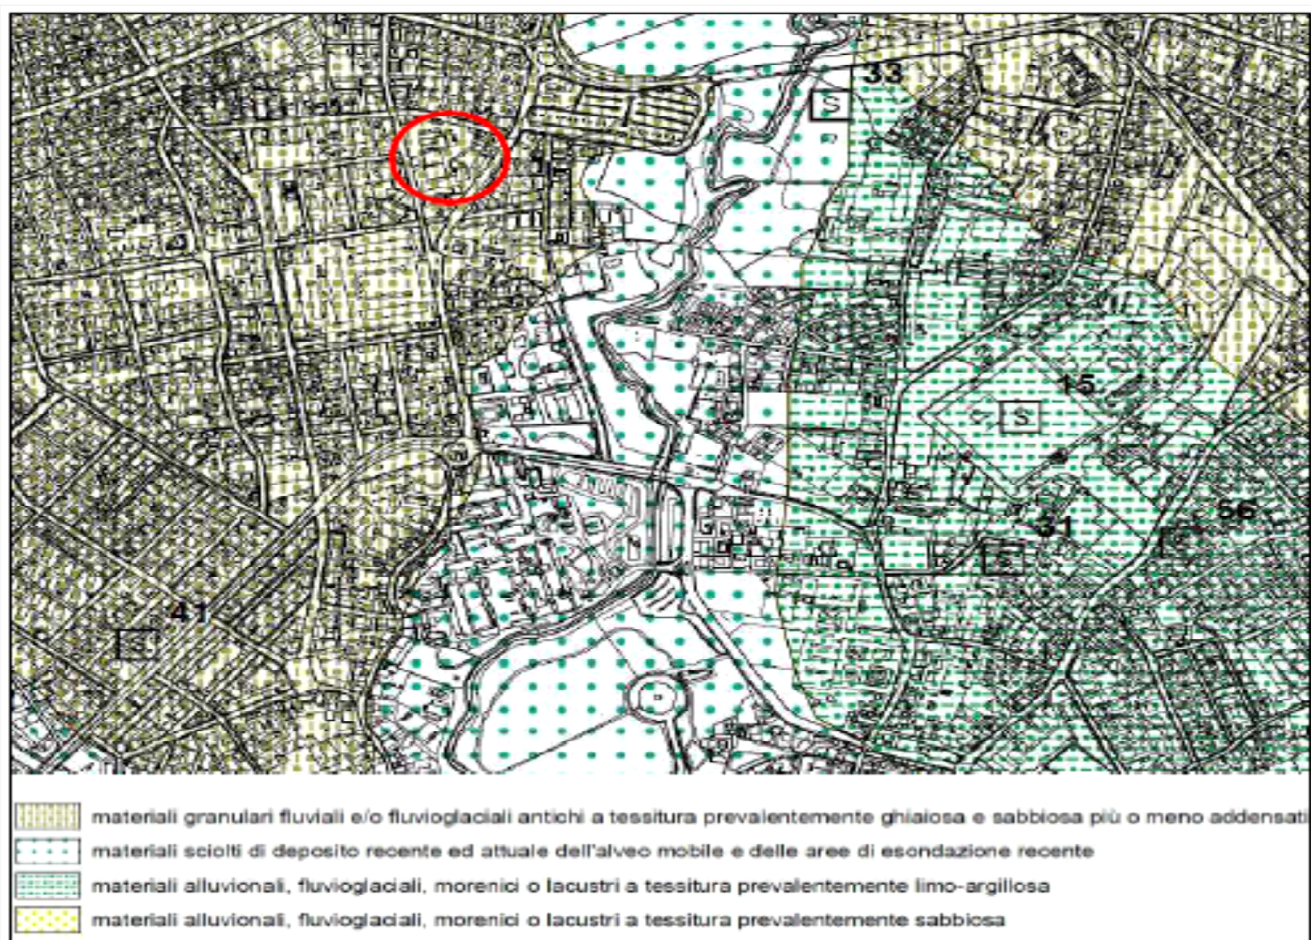 33
S
15
S
31
S
56
41
S
materiali granulari fluviali e/o fluvioglaciali antichi a tessitura prevalentemente ghiaiosa e sabbiosa più o meno addensati
materiali sciolti di deposito recente ed attuale dell'alveo mobile e delle aree di esondazione recente
materiali alluvionali, fluvioglaciali, morenici o lacustri a tessitura prevalentemente limo-argillosa
materiali alluvionali, fluvioglaciali, morenici o lacustri a tessitura prevalentemente sabbiosa